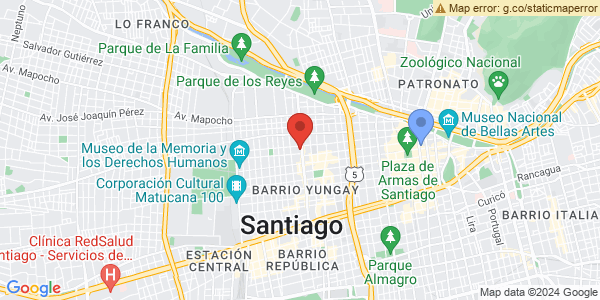 Map error: g.co/staticmaperror
Neptuno
LO FRANCO
Salvador Gutiérrez
Parque de La Familia
Zoológico Nacional
Av. Mapocho
Parque de los Reyes
PATRONATO
Av. José Joaquín Pérez
Av. Mapocho
Museo Nacional
de Bellas Artes
Museo de la Memoria
y los Derechos Humanos
Plaza de
Armas de
Santiago
5
Rancagua
Corporación Cultural
Matucana 100
BARRIO YUNGAY
Curicó
Portugal
BARRIO ITALIA
Santiago
Clínica RedSalud
Santiago - Servicios de...
ESTACIÓN
CENTRAL
BARRIO
REPÚBLICA
Parque
Almagro
Lira
Google
Map data ©2024 Google